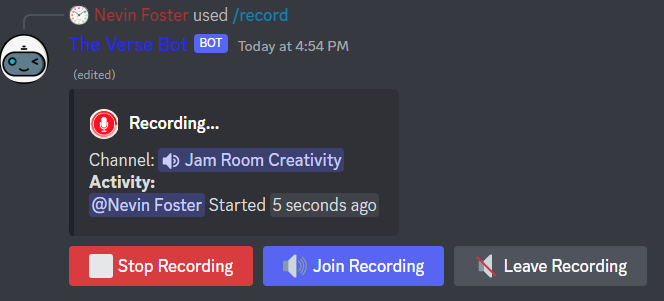 Nevin Foster used /record
The Verse Bot BOT Today at 4:54 PM
(edited)
Recording...
Channel: Jam Room Creativity
Activity:
@Nevin Foster Started 5 seconds ago
Stop Recording Join Recording Leave Recording